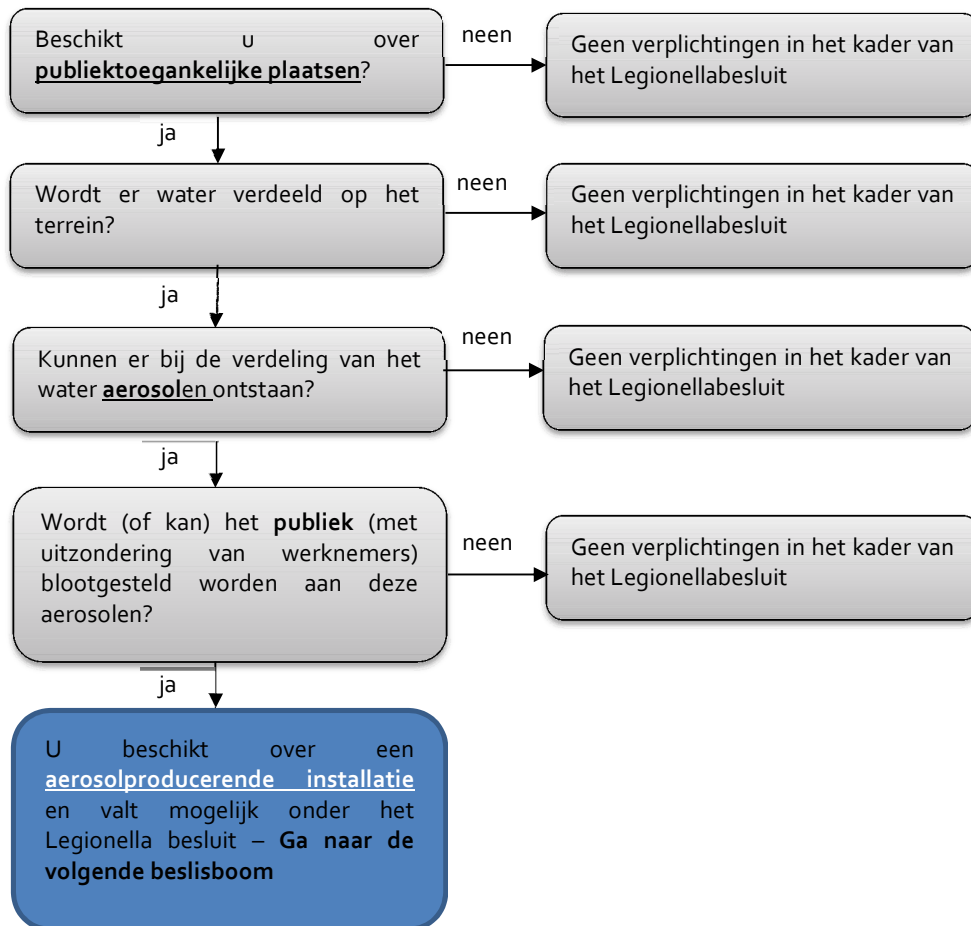 Beschikt u over
publiektoegankelijke plaatsen?
neen
Geen verplichtingen in het kader van
het Legionellabesluit
ja
Wordt er water verdeeld op het
terrein?
neen
Geen verplichtingen in het kader van
het Legionellabesluit
ja
Kunnen er bij de verdeling van het
water aerosolen ontstaan?
neen
Geen verplichtingen in het kader van
het Legionellabesluit
ja
Wordt (of kan) het publiek (met
uitzondering van werknemers)
blootgesteld worden aan deze
aerosolen?
neen
Geen verplichtingen in het kader van
het Legionellabesluit
ja
U beschikt over een
aerosolproducerende installatie
en valt mogelijk onder het
Legionella besluit – Ga naar de
volgende beslisboom